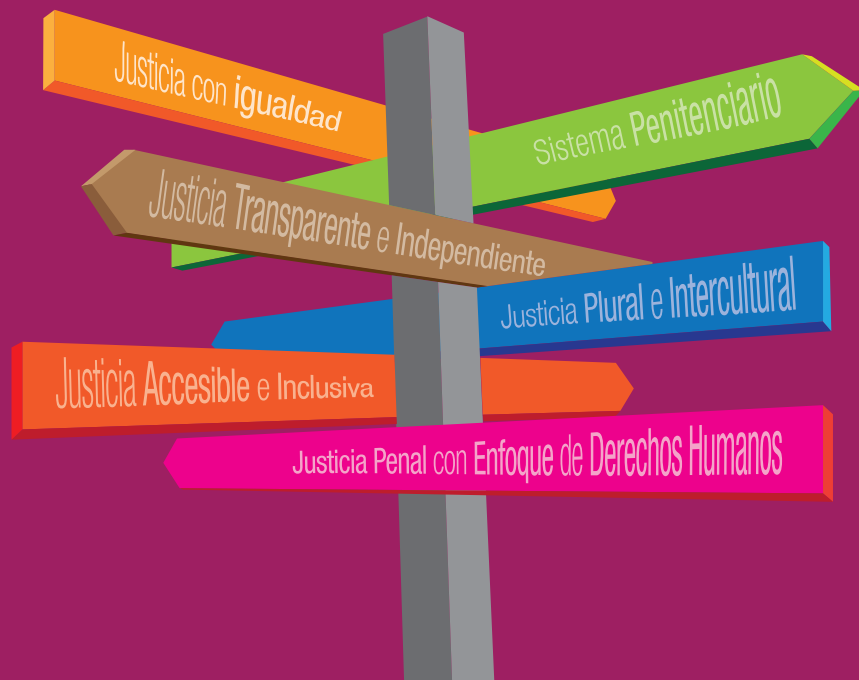 Justicia con igualdad
Sistema Penitenciario
Justicia Transparente e Independiente
Justicia Plural e Intercultural
Justicia Accesible e Inclusiva
Justicia Penal con Enfoque de Derechos Humanos